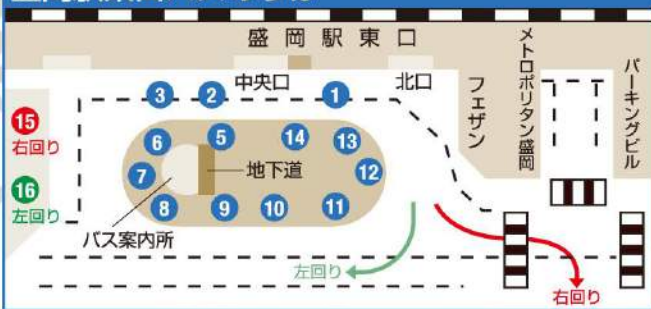 盛岡駅東口
中央口
北口
フェザン
メトロポリタン盛岡
パーキングビル
3
2
1
15
右回り
16
左回り
6
5
14
13
7
地下道
12
8
9
10
11
バス案内所
左回り
右回り